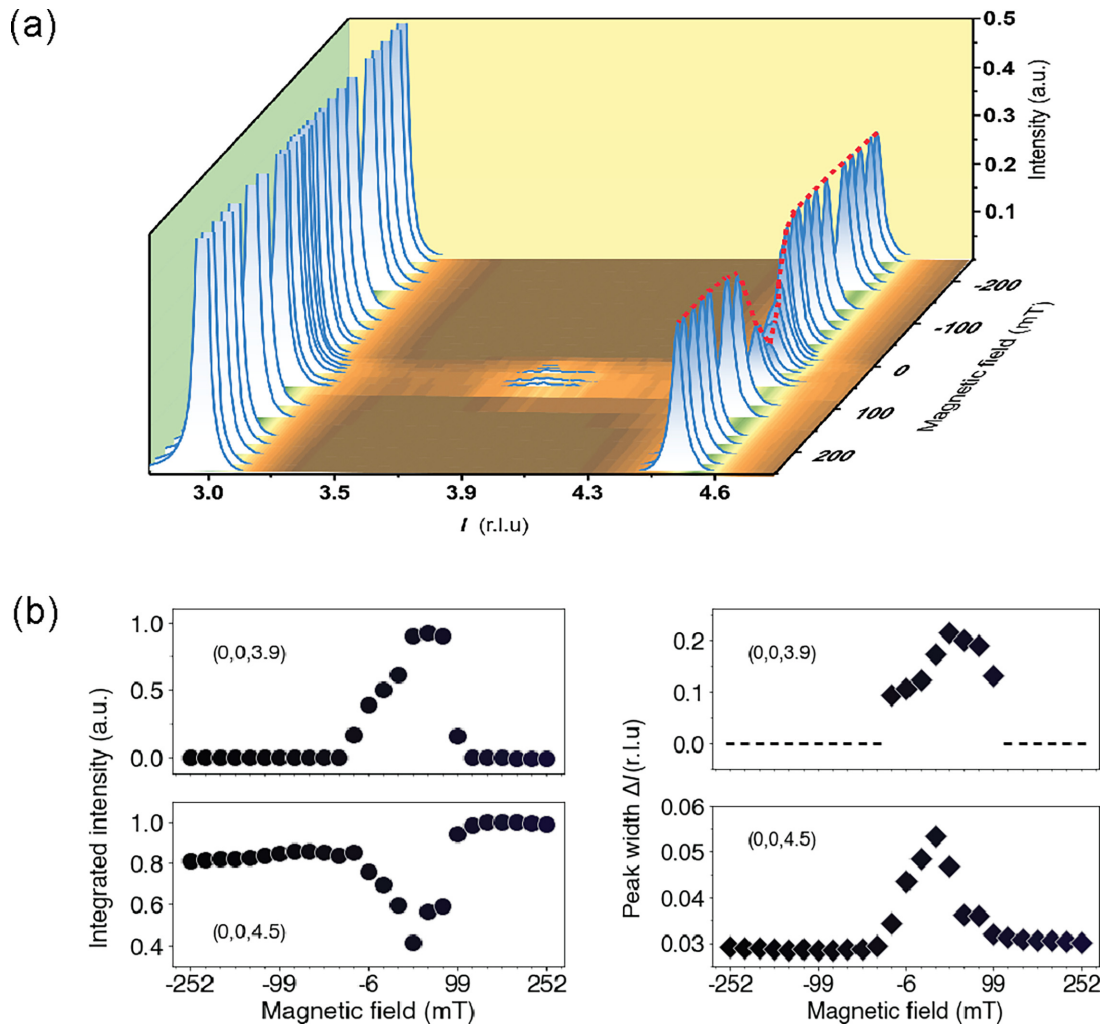 (a)
0.5
0.4
0.3
0.2
0.1
Intensity (a.u.)
-200
-100
0
100
200
Magnetic field (mT)
3.0 3.5 3.9 4.3 4.6
l (r.l.u)
(b)
Integrated intensity (a.u.)
1.0
0.5
0.0
(0,0,3.9)
1.0
0.8
0.6
0.4
(0,0,4.5)
-252 -99 -6 99 252
Magnetic field (mT)
Peak width Δl (r.l.u)
0.2
0.1
0.0
(0,0,3.9)
0.06
0.05
0.04
0.03
(0,0,4.5)
-252 -99 -6 99 252
Magnetic field (mT)